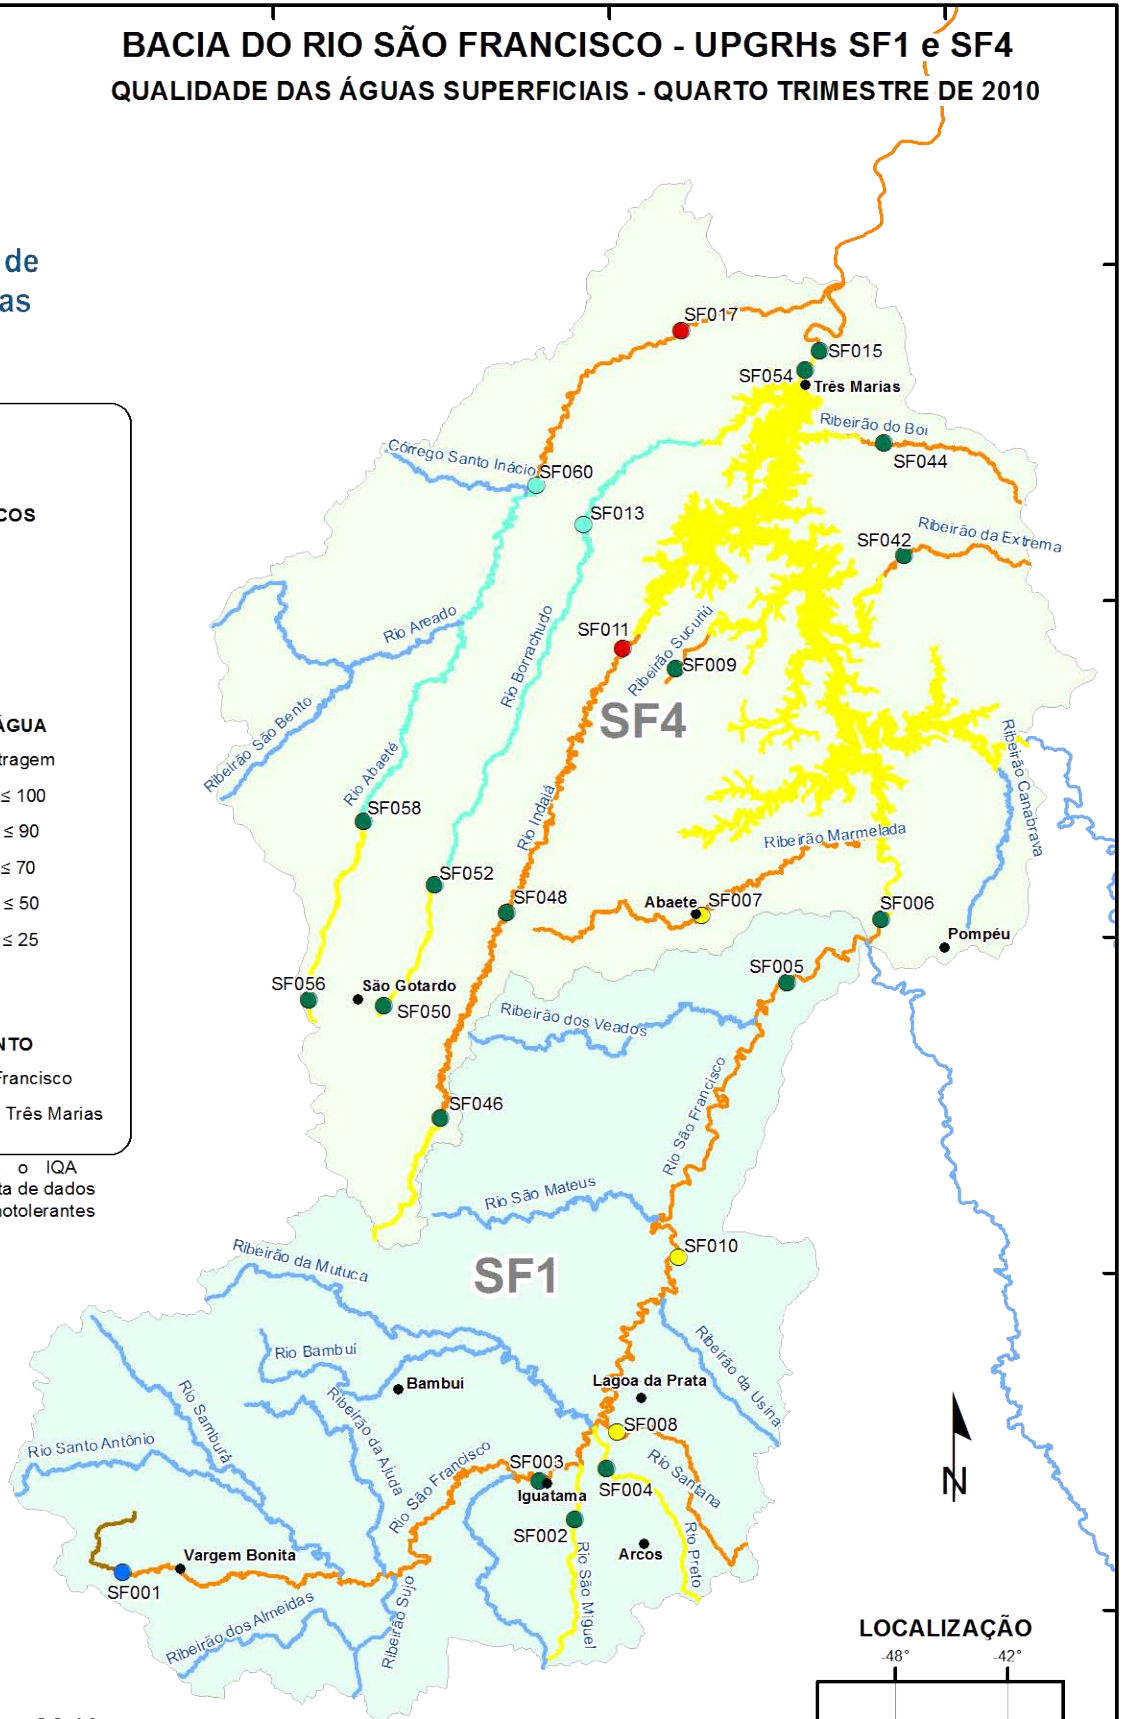 BACIA DO RIO SÃO FRANCISCO - UPGRHs SF1 e SF4
QUALIDADE DAS ÁGUAS SUPERFICIAIS - QUARTO TRIMESTRE DE 2010
de
as
SF017
SF015
SF054
Três Marias
Ribeirão do Boi
SF044
Córrego Santo Inácio
SF060
SF013
COS
SF042
Ribeirão da Extrema
Rio Areado
Rio Borrachudo
SF011
Ribeirão Sucuriú
SF009
SF4
Ribeirão São Bento
Rio Abaeté
Ribeirão Canabrava
ÁGUA
tragem
≤ 100
≤ 90
≤ 70
≤ 50
≤ 25
SF058
Rio Indaiá
Ribeirão Marmelada
SF052
SF048
Abaete
SF007
SF006
Pompéu
SF005
SF056
São Gotardo
SF050
Ribeirão dos Veados
NTO
Francisco
Três Marias
SF046
Rio São Francisco
o IQA
ta de dados
notolerantes
Rio São Mateus
SF010
Ribeirão da Mutuca
SF1
Rio Bambuí
Bambuí
Ribeirão da Usina
Lagoa da Prata
Rio Samburá
Ribeirão da Ajuda
SF008
Rio Santo Antônio
Rio São Francisco
SF003
Iguatama
SF004
Rio Santana
SF002
Arcos
Rio Preto
N
Vargem Bonita
SF001
Rio São Miguel
Ribeirão dos Almeidas
Ribeirão Sujo
LOCALIZAÇÃO
-48°
-42°